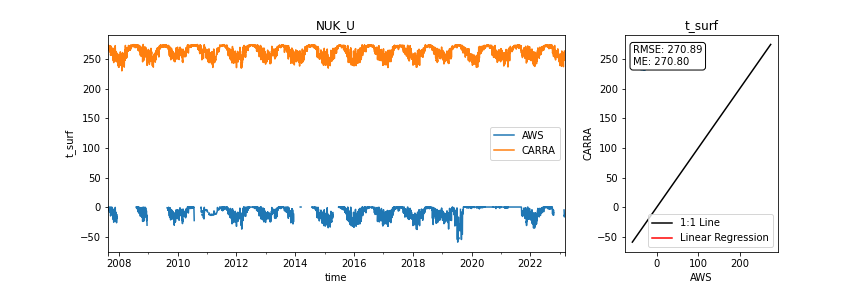 NUK_U
t_surf
250
200
150
100
50
0
−50
t_surf
AWS
CARRA
2008
2010
2012
2014
2016
2018
2020
2022
time
t_surf
RMSE: 270.89
ME: 270.80
250
200
150
100
50
0
−50
CARRA
1:1 Line
Linear Regression
0
100
200
AWS